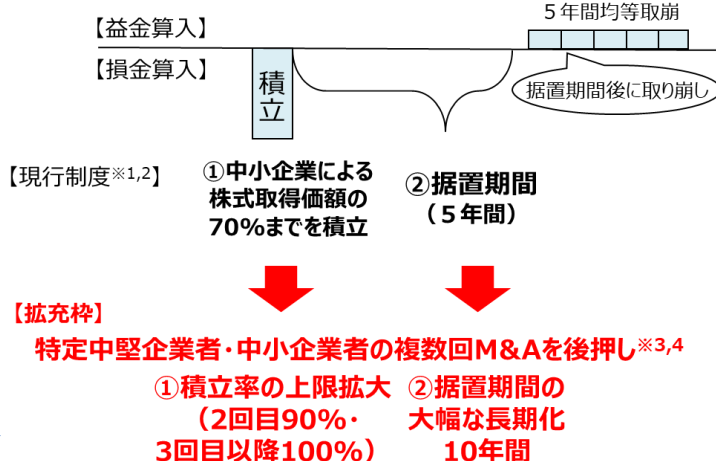 ５年間均等取崩
【益金算入】
【損金算入】
積立
据置期間後に取り崩し
【現行制度※1,2】
①中小企業による
株式取得価額の
70%までを積立
②据置期間
（５年間）
【拡充枠】
特定中堅企業者・中小企業者の複数回M&Aを後押し※3,4
①積立率の上限拡大
（2回目90%・
3回目以降100%）
②据置期間の
大幅な長期化
10年間